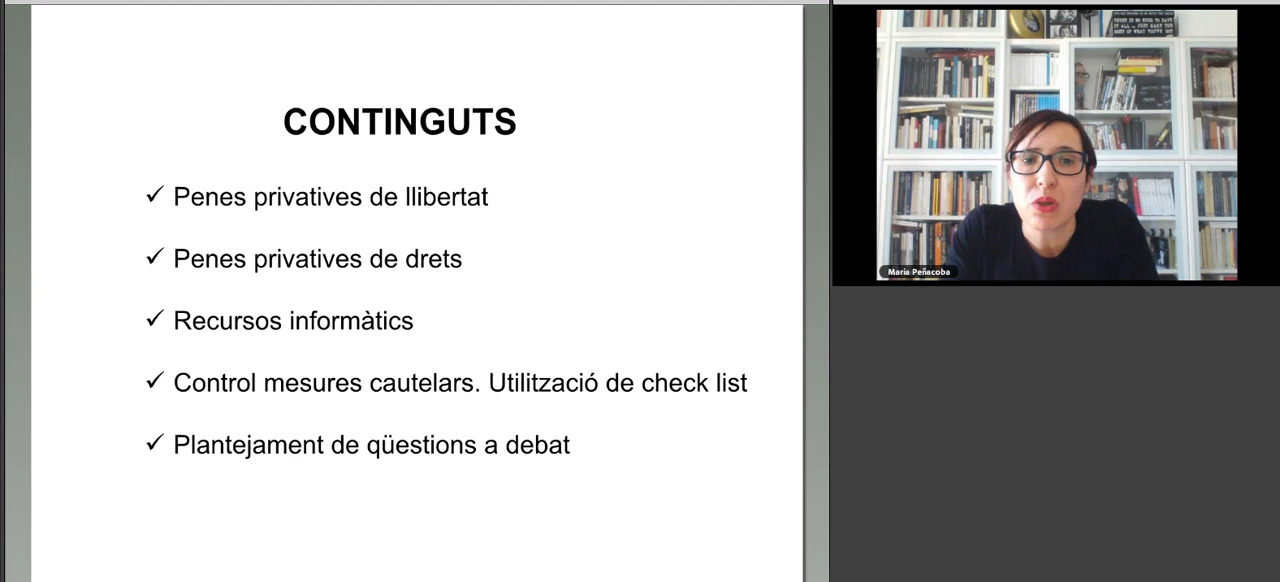 CONTINGUTS
✓ Penes privatives de llibertat
✓ Penes privatives de drets
✓ Recursos informàtics
✓ Control mesures cautelars. Utilització de check list
✓ Plantejament de qüestions a debat
Maria Peñacoba